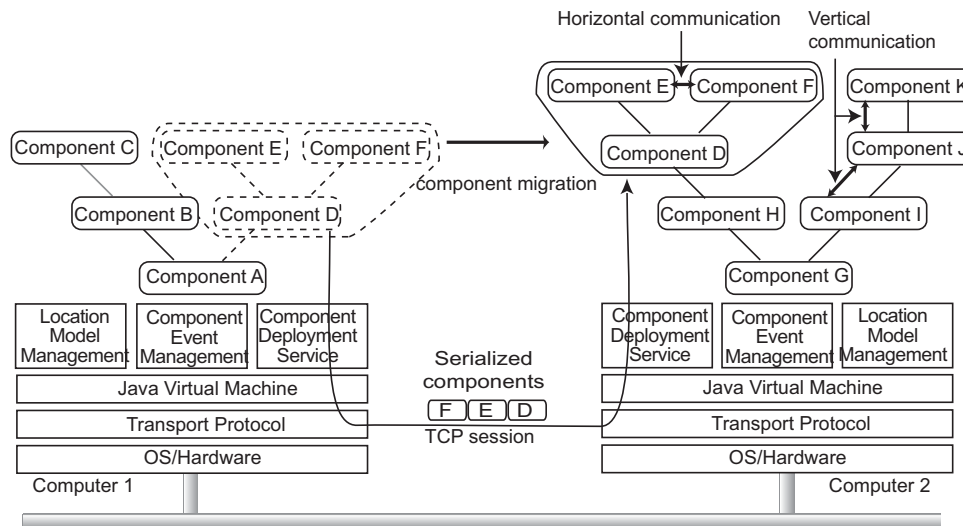 Horizontal communication
Vertical
communication
Component E
Component F
Component K
Component C
Component E
Component F
Component D
Component J
component migration
Component B
Component D
Component H
Component I
Component A
Component G
Location
Model
Management
Component
Event
Management
Component
Deployment
Service
Component
Deployment
Service
Component
Event
Management
Location
Model
Management
Serialized
components
F E D
TCP session
Java Virtual Machine
Java Virtual Machine
Transport Protocol
Transport Protocol
OS/Hardware
OS/Hardware
Computer 1
Computer 2